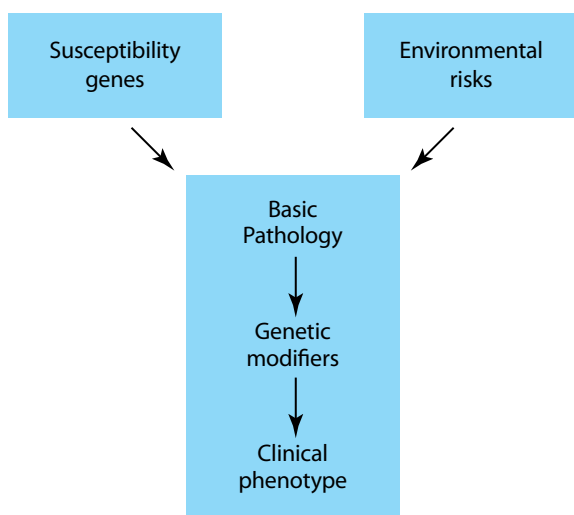 Susceptibility
genes
Environmental
risks
Basic
Pathology
Genetic
modifiers
Clinical
phenotype